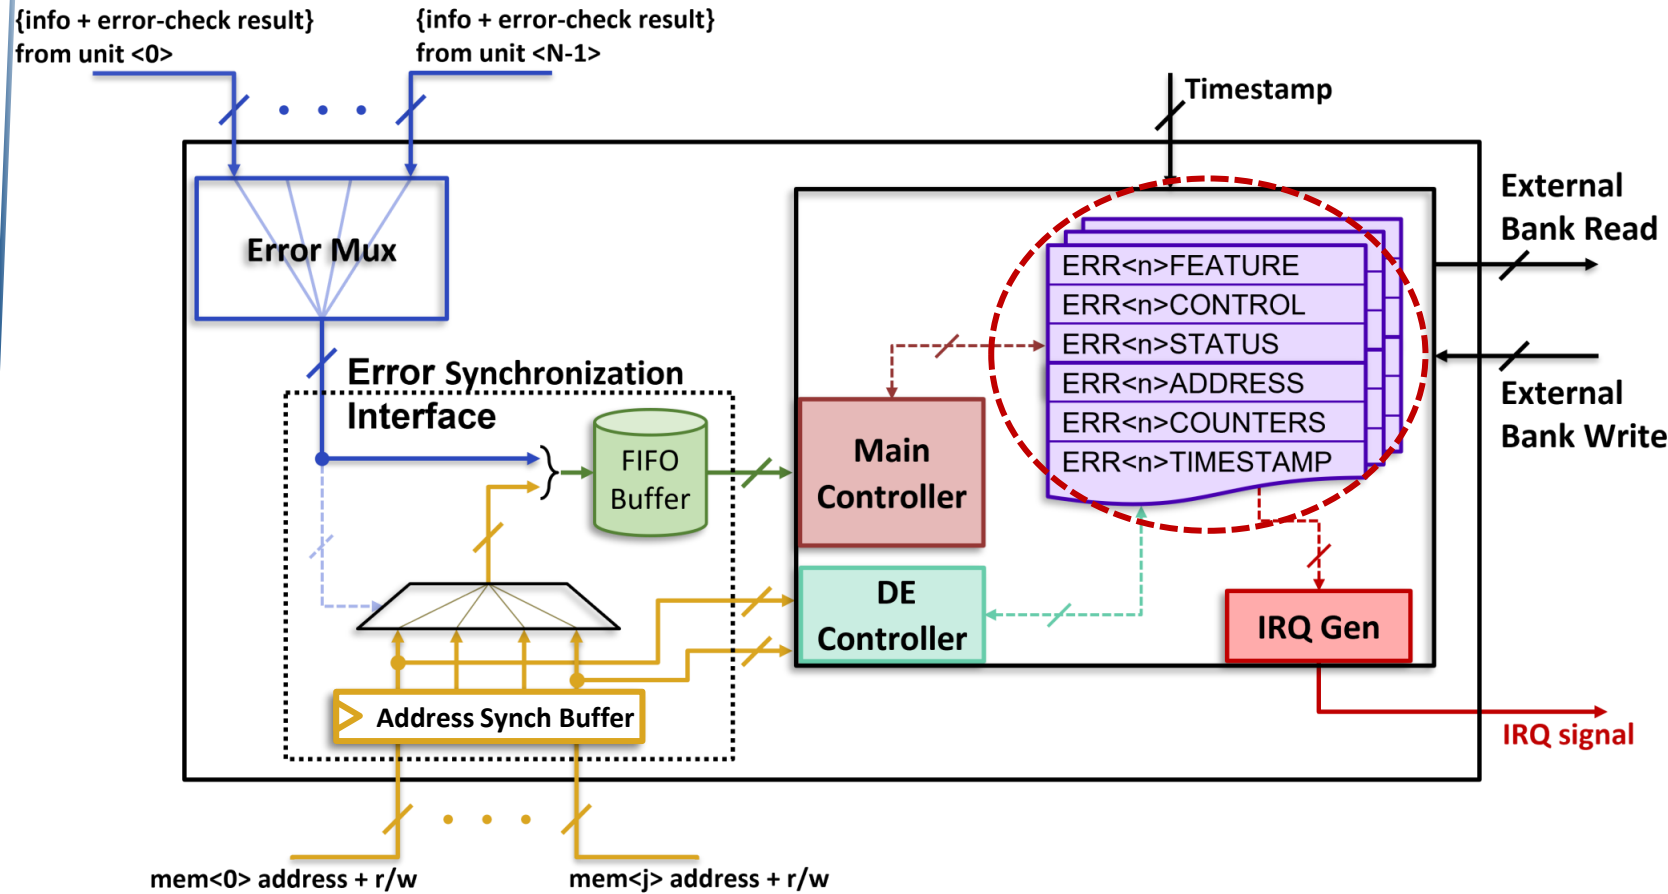 {info + error-check result}
from unit <0>
{info + error-check result}
from unit <N-1>
Timestamp
Error Mux
External
Bank Read
ERR<n>FEATURE
ERR<n>CONTROL
ERR<n>STATUS
ERR<n>ADDRESS
ERR<n>COUNTERS
ERR<n>TIMESTAMP
Error Synchronization
Interface
External
Bank Write
FIFO
Buffer
Main
Controller
DE
Controller
IRQ Gen
Address Synch Buffer
IRQ signal
mem<0> address + r/w
mem<j> address + r/w